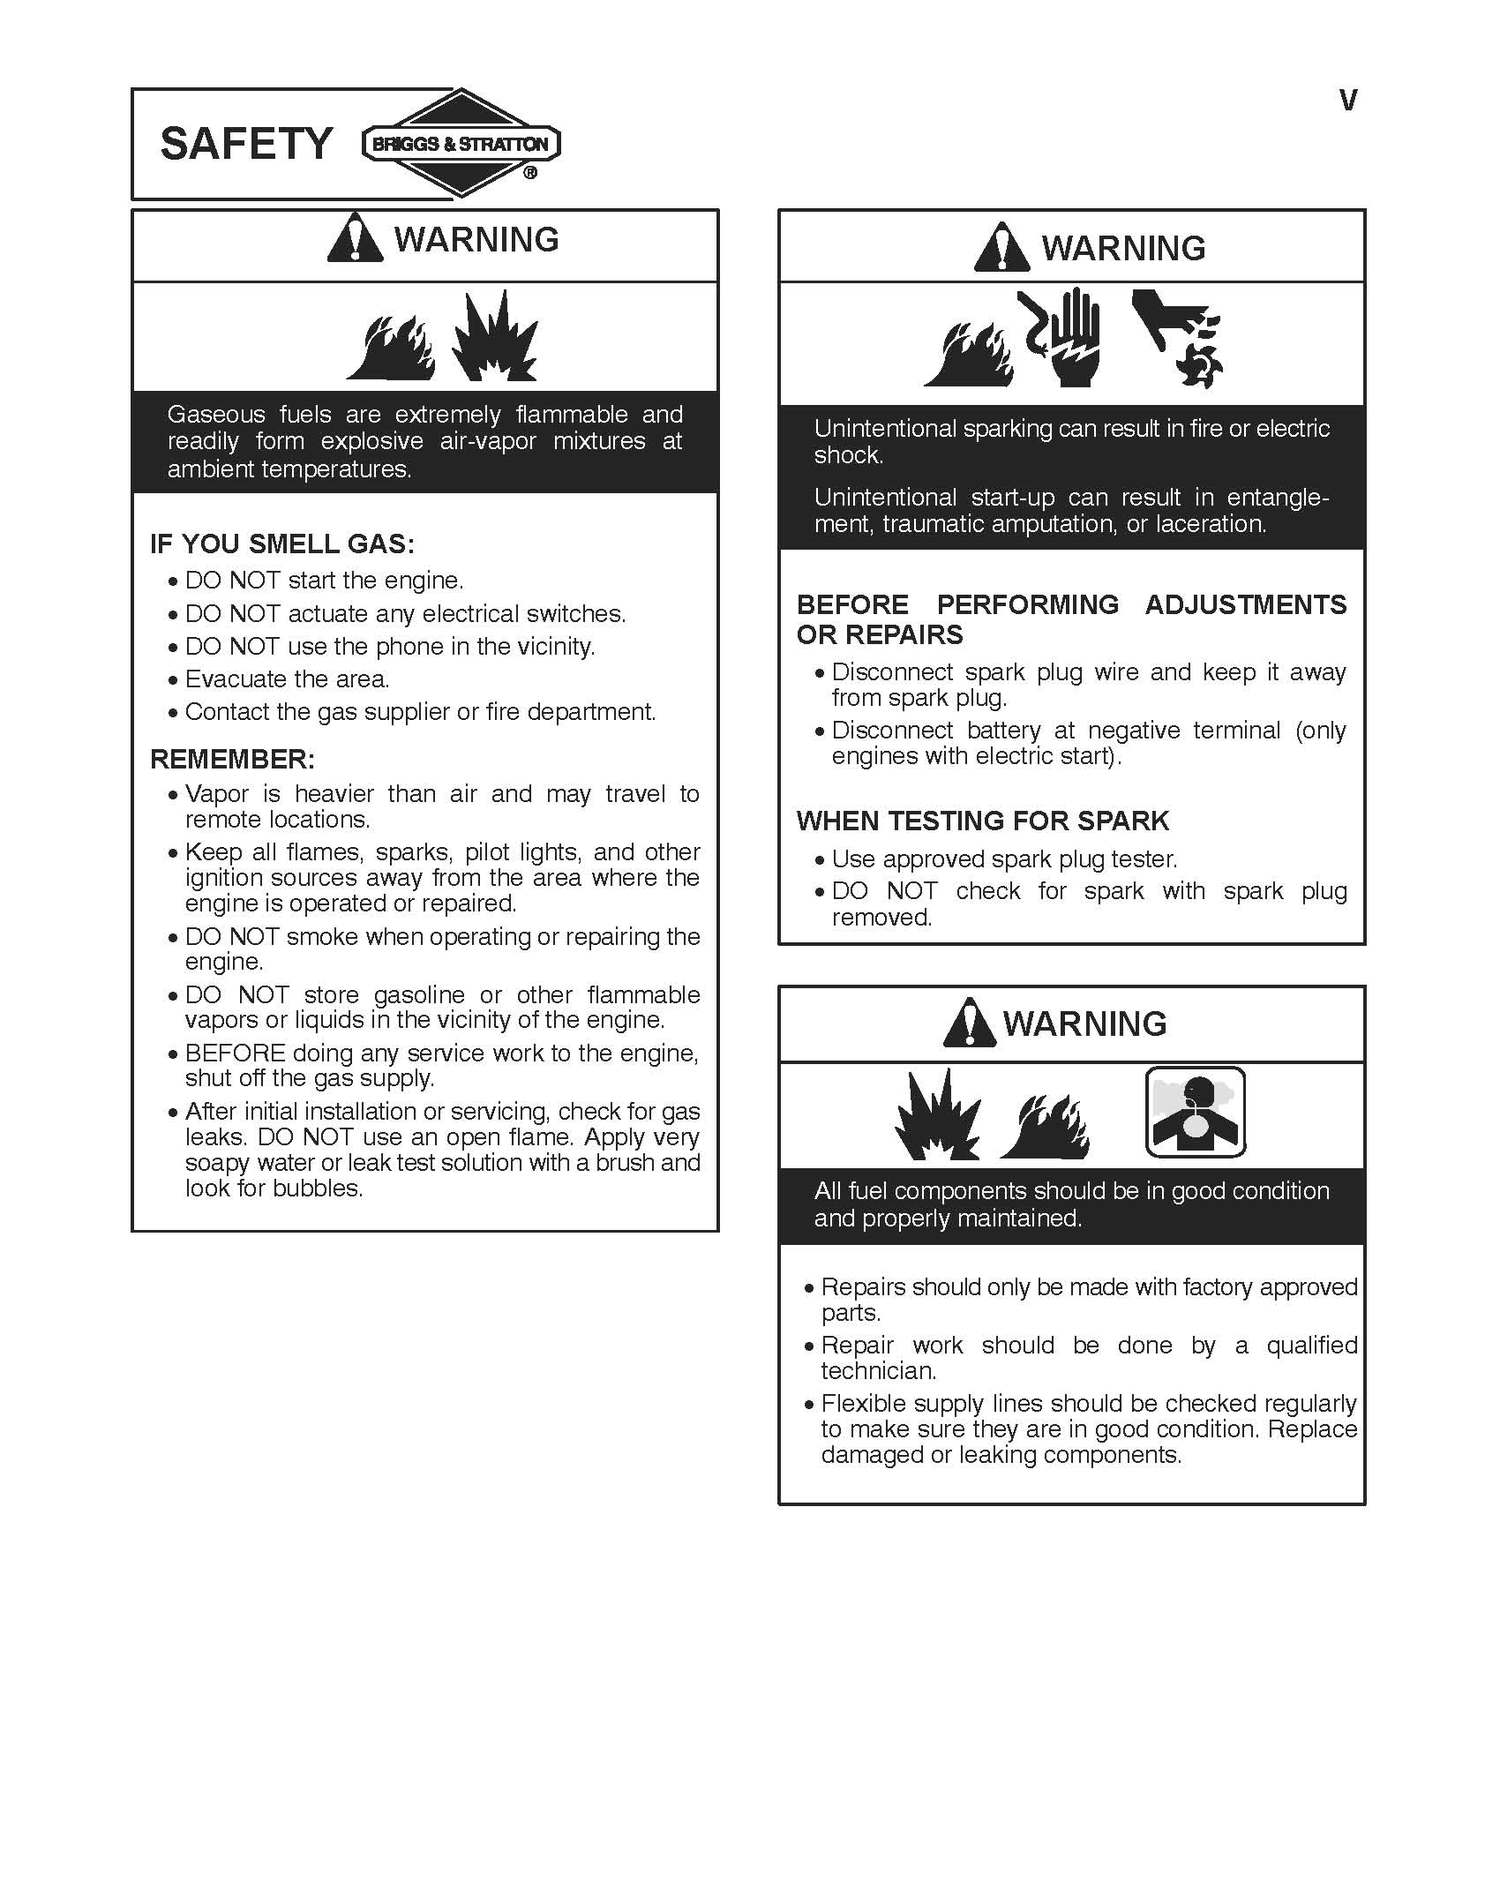 SAFETY
BRIGGS & STRATTON
®
V
WARNING
Gaseous fuels are extremely flammable and
readily form explosive air-vapor mixtures at
ambient temperatures.
IF YOU SMELL GAS:
• DO NOT start the engine.
• DO NOT actuate any electrical switches.
• DO NOT use the phone in the vicinity.
• Evacuate the area.
• Contact the gas supplier or fire department.
REMEMBER:
• Vapor is heavier than air and may travel to
remote locations.
• Keep all flames, sparks, pilot lights, and other
ignition sources away from the area where the
engine is operated or repaired.
• DO NOT smoke when operating or repairing the
engine.
• DO NOT store gasoline or other flammable
vapors or liquids in the vicinity of the engine.
• BEFORE doing any service work to the engine,
shut off the gas supply.
• After initial installation or servicing, check for gas
leaks. DO NOT use an open flame. Apply very
soapy water or leak test solution with a brush and
look for bubbles.
WARNING
Unintentional sparking can result in fire or electric
shock.
Unintentional start-up can result in entangle-
ment, traumatic amputation, or laceration.
BEFORE PERFORMING ADJUSTMENTS
OR REPAIRS
• Disconnect spark plug wire and keep it away
from spark plug.
• Disconnect battery at negative terminal (only
engines with electric start).
WHEN TESTING FOR SPARK
• Use approved spark plug tester.
• DO NOT check for spark with spark plug
removed.
WARNING
All fuel components should be in good condition
and properly maintained.
• Repairs should only be made with factory approved
parts.
• Repair work should be done by a qualified
technician.
• Flexible supply lines should be checked regularly
to make sure they are in good condition. Replace
damaged or leaking components.